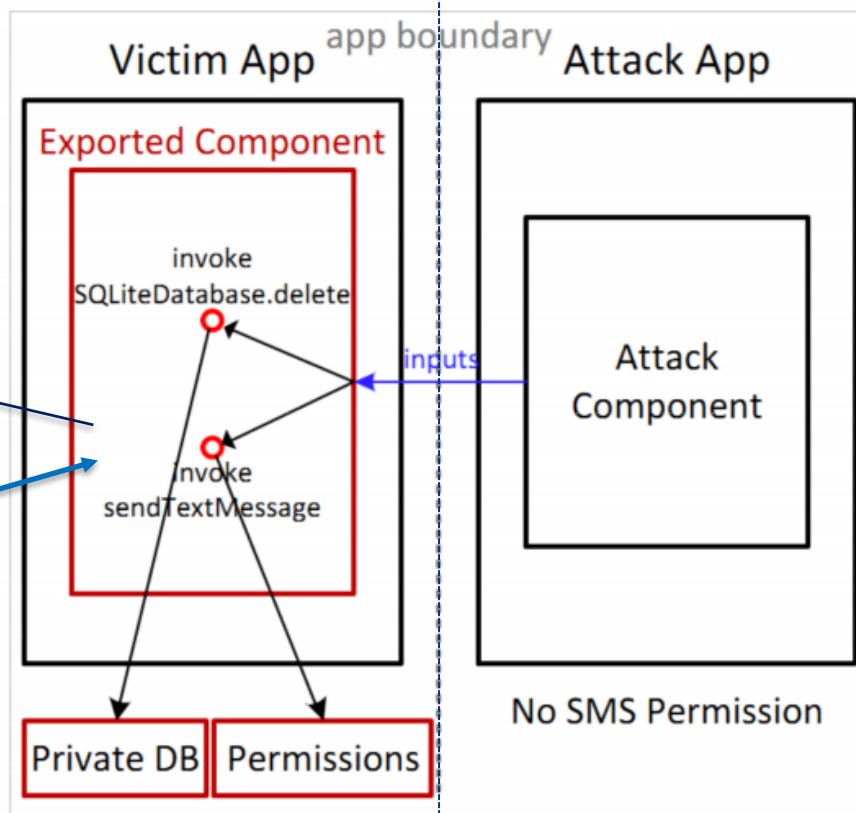 app boundary
Victim App
Attack App
Exported Component
invoke
SQLiteDatabase.delete
inputs
Attack
Component
invoke
sendTextMessage
No SMS Permission
Private DB
Permissions